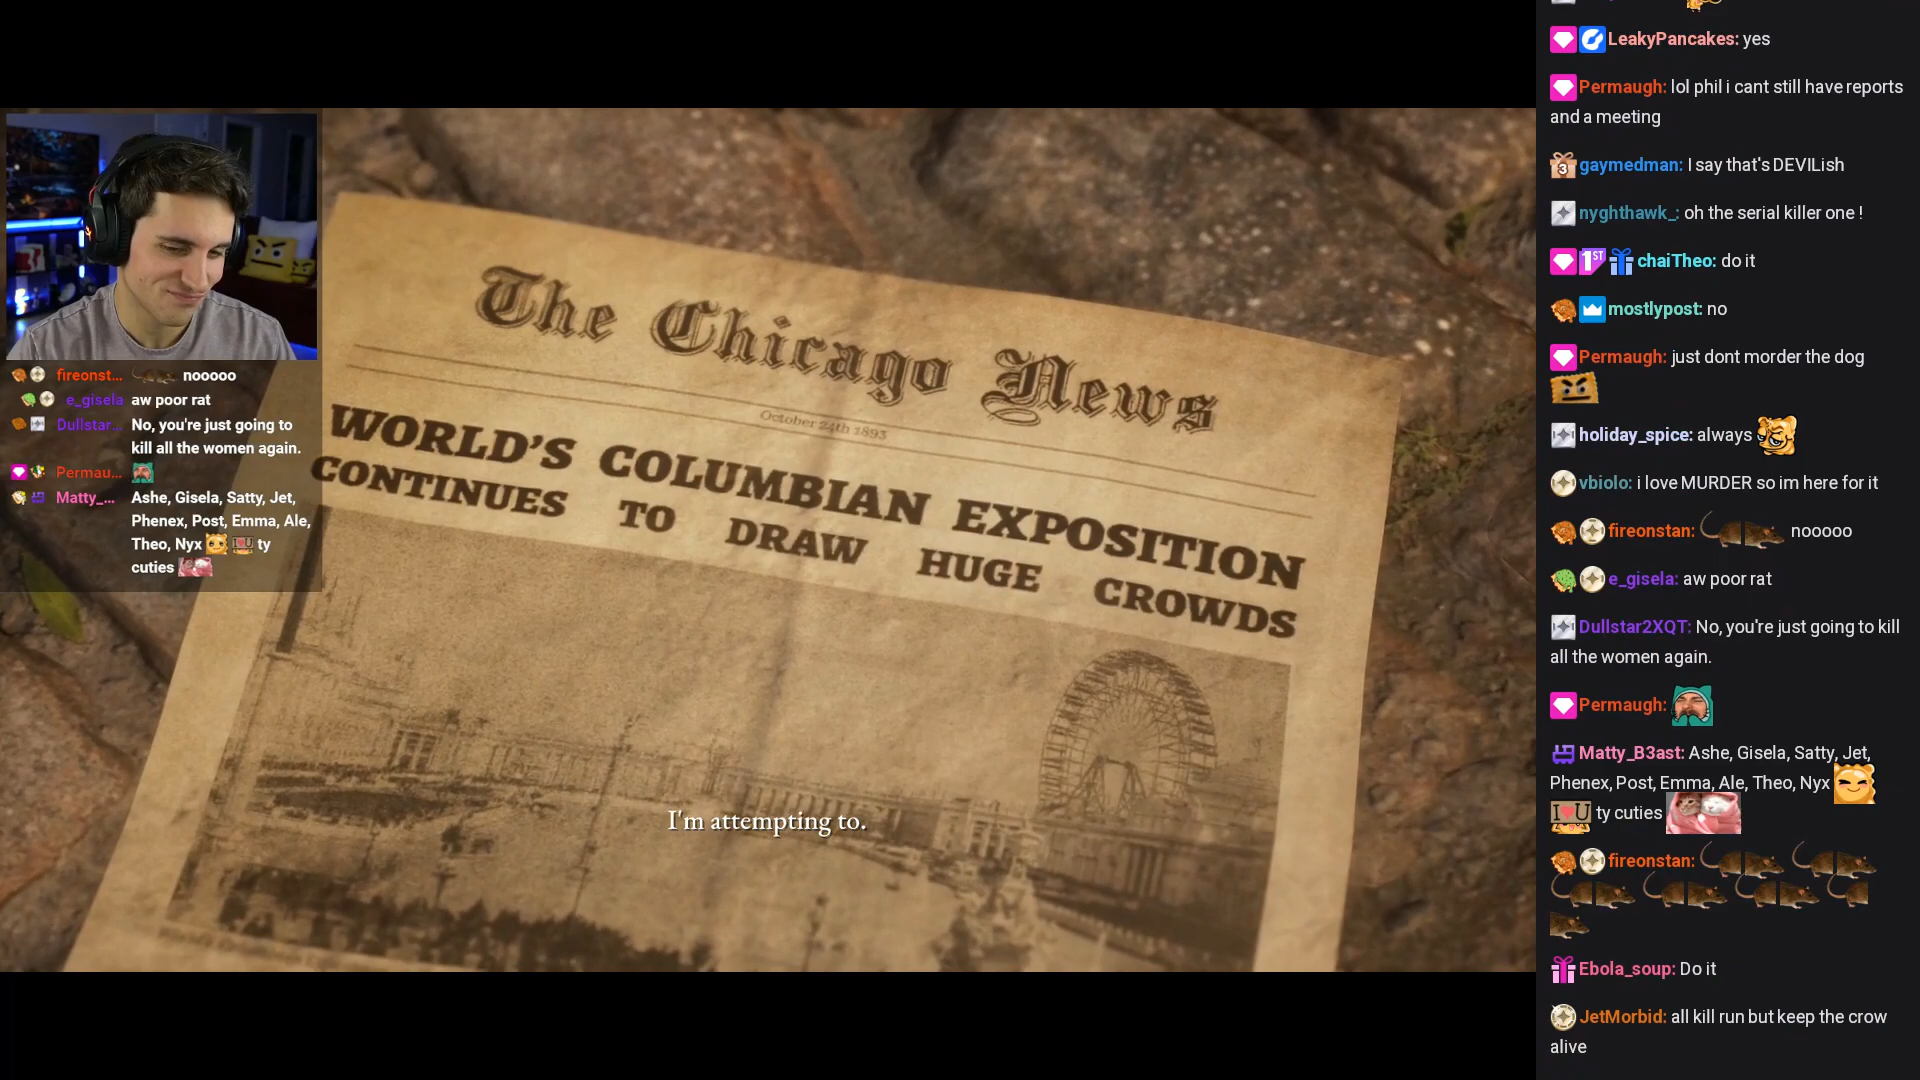 fireonst... nooooo
e_gisela aw poor rat
Dullstar... No, you're just going to
kill all the women again.
Permau...
Matty_... Ashe, Gisela, Satty, Jet,
Phenex, Post, Emma, Ale,
Theo, Nyx ty
cuties
The Chicago News
October 24th 1893
WORLD'S COLUMBIAN EXPOSITION
CONTINUES TO DRAW HUGE CROWDS
I'm attempting to.
LeakyPancakes: yes
Permaugh: lol phil i cant still have reports
and a meeting
3 gaymedman: I say that's DEVILish
nyghthawk_: oh the serial killer one !
1ST chaiTheo: do it
mostlypost: no
Permaugh: just dont morder the dog
holiday_spice: always
vbiolo: i love MURDER so im here for it
fireonstan: nooooo
e_gisela: aw poor rat
Dullstar2XQT: No, you're just going to kill
all the women again.
Permaugh:
Matty_B3ast: Ashe, Gisela, Satty, Jet,
Phenex, Post, Emma, Ale, Theo, Nyx
I U ty cuties
fireonstan:
Ebola_soup: Do it
JetMorbid: all kill run but keep the crow
alive